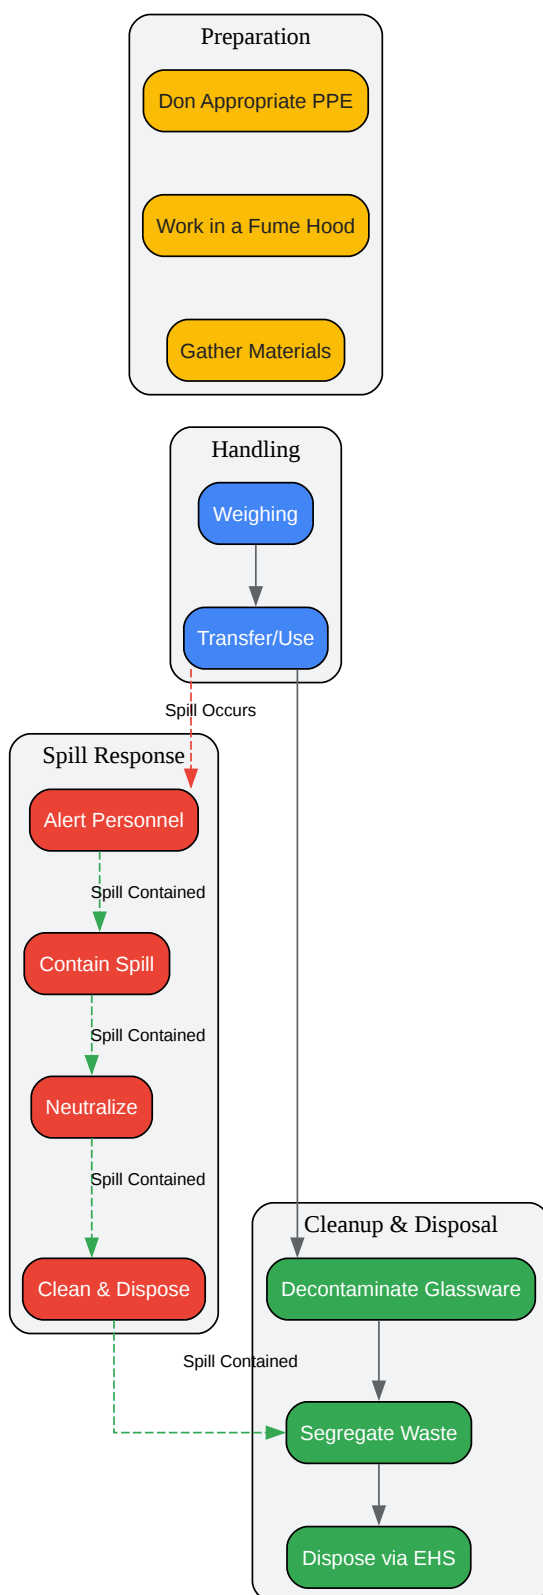 Preparation
Don Appropriate PPE
Work in a Fume Hood
Gather Materials
Handling
Weighing
Transfer/Use
Spill Occurs
Spill Response
Alert Personnel
Spill Contained
Contain Spill
Spill Contained
Neutralize
Spill Contained
Clean & Dispose
Cleanup & Disposal
Decontaminate Glassware
Spill Contained
Segregate Waste
Dispose via EHS